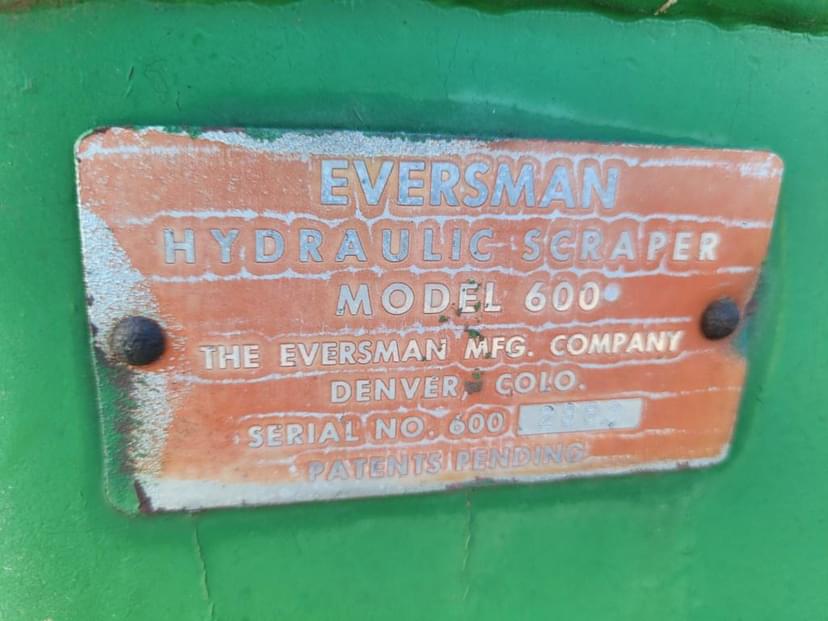 EVERSMAN
HYDRAULIC SCRAPER
MODEL 600
THE EVERSMAN MFG. COMPANY
DENVER, COLO.
SERIAL NO. 600
PATENTS PENDING